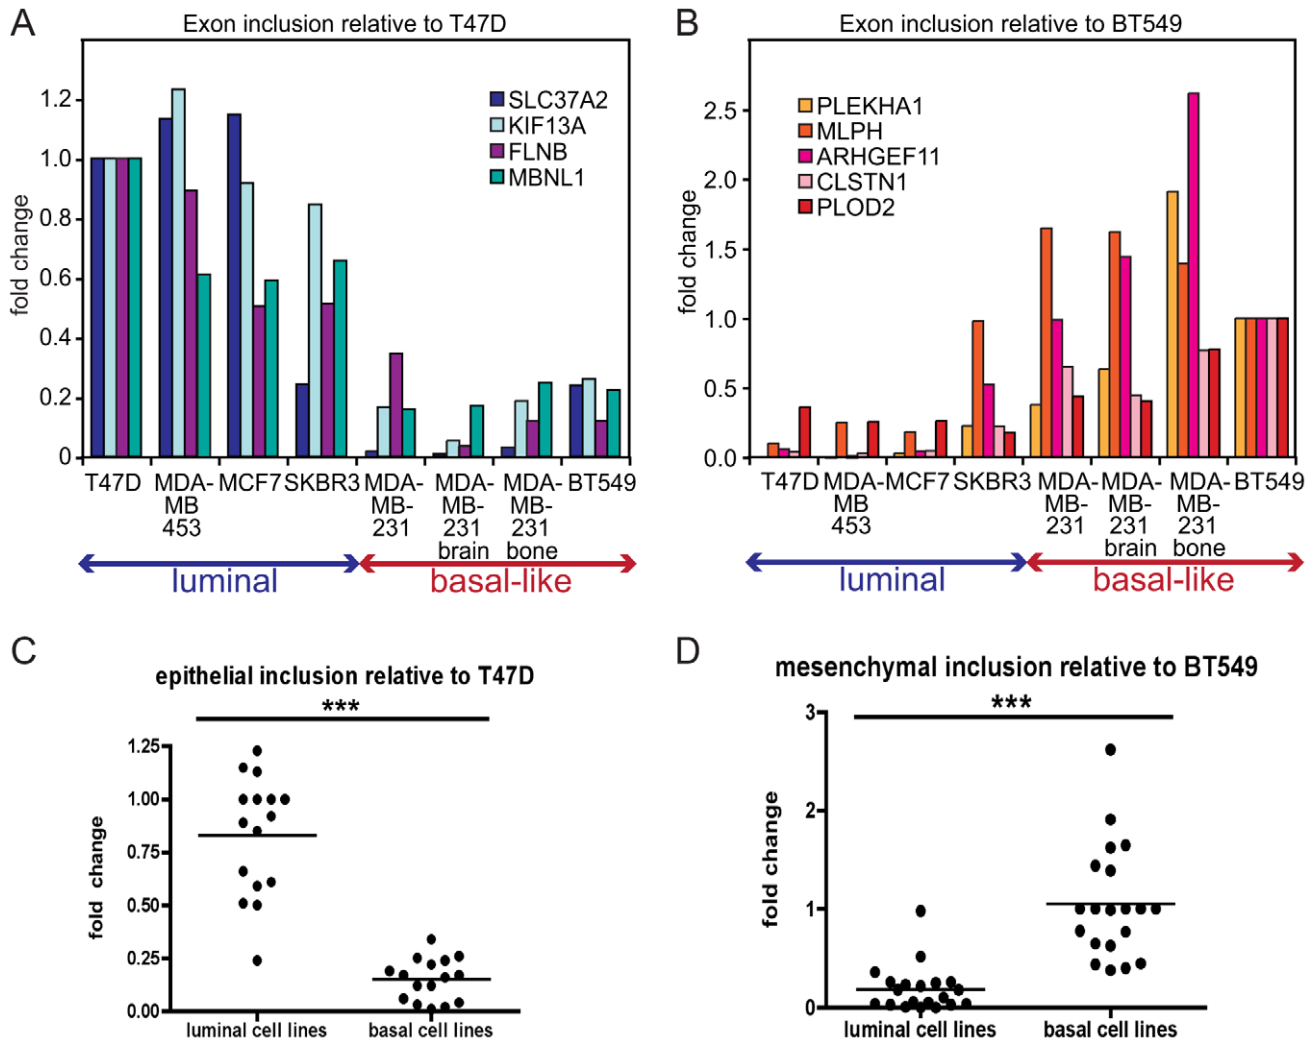 A
Exon inclusion relative to T47D
fold change
1.2
1.0
0.8
0.6
0.4
0.2
0
SLC37A2
KIF13A
FLNB
MBNL1
T47D MDA- MCF7 SKBR3 MDA- MDA- MDA- BT549
MB MB- MB- MB-
453 231 231 231
brain bone
luminal basal-like
B
Exon inclusion relative to BT549
fold change
2.5
2.0
1.5
1.0
0.5
0.0
PLEKHA1
MLPH
ARHGEF11
CLSTN1
PLOD2
T47D MDA- MCF7 SKBR3 MDA- MDA- MDA- BT549
MB MB- MB- MB-
453 231 231 231
brain bone
luminal basal-like
C
epithelial inclusion relative to T47D
***
fold change
1.25
1.00
0.75
0.50
0.25
0.00
luminal cell lines basal cell lines
D
mesenchymal inclusion relative to BT549
***
fold change
3
2
1
0
luminal cell lines basal cell lines